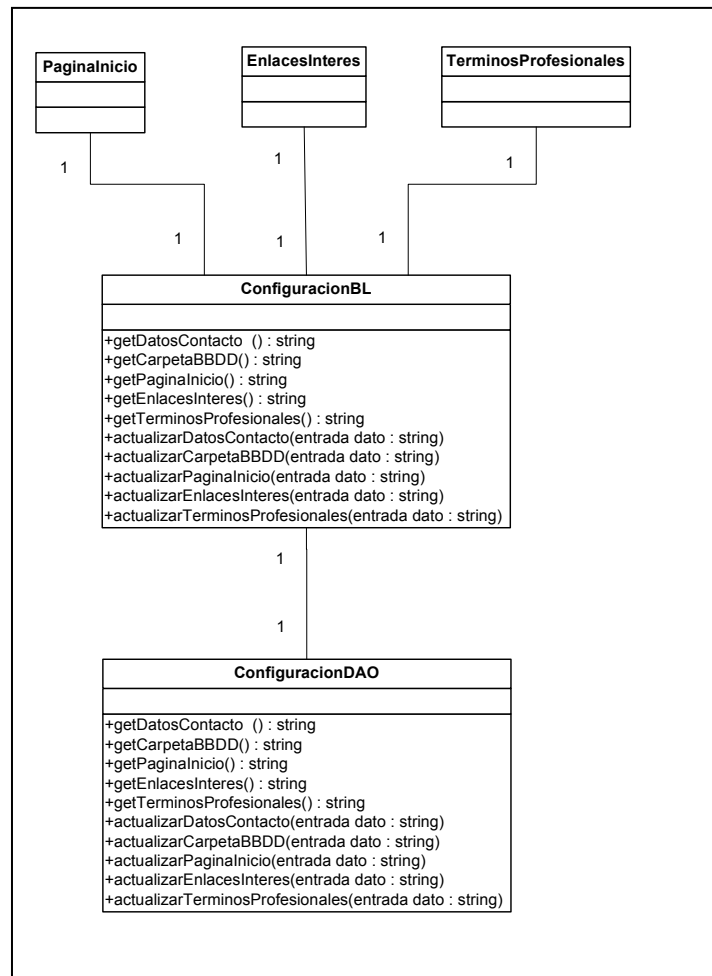 PaginaInicio
EnlacesInteres
TerminosProfesionales
1
1
1
1
1
1
ConfiguracionBL
+getDatosContacto () : string
+getCarpetaBBDD() : string
+getPaginaInicio() : string
+getEnlacesInteres() : string
+getTerminosProfesionales() : string
+actualizarDatosContacto(entrada dato : string)
+actualizarCarpetaBBDD(entrada dato : string)
+actualizarPaginaInicio(entrada dato : string)
+actualizarEnlacesInteres(entrada dato : string)
+actualizarTerminosProfesionales(entrada dato : string)
1
1
ConfiguracionDAO
+getDatosContacto () : string
+getCarpetaBBDD() : string
+getPaginaInicio() : string
+getEnlacesInteres() : string
+getTerminosProfesionales() : string
+actualizarDatosContacto(entrada dato : string)
+actualizarCarpetaBBDD(entrada dato : string)
+actualizarPaginaInicio(entrada dato : string)
+actualizarEnlacesInteres(entrada dato : string)
+actualizarTerminosProfesionales(entrada dato : string)